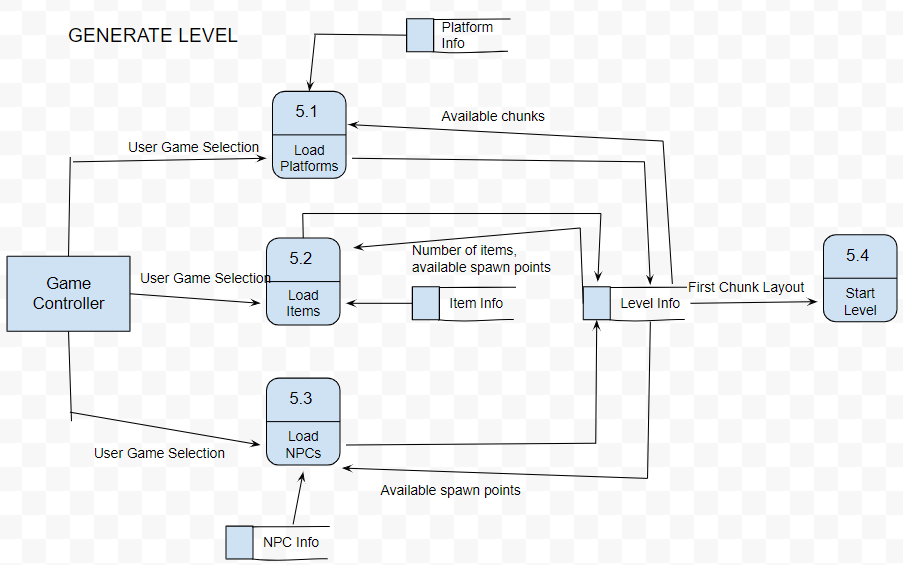 GENERATE LEVEL
Platform
Info
5.1
Available chunks
User Game Selection
Load
Platforms
5.2
Number of items,
available spawn points
User Game Selection
Game
Controller
Load
Items
Item Info
Level Info
First Chunk Layout
5.4
Start
Level
5.3
Load
NPCs
User Game Selection
Available spawn points
NPC Info